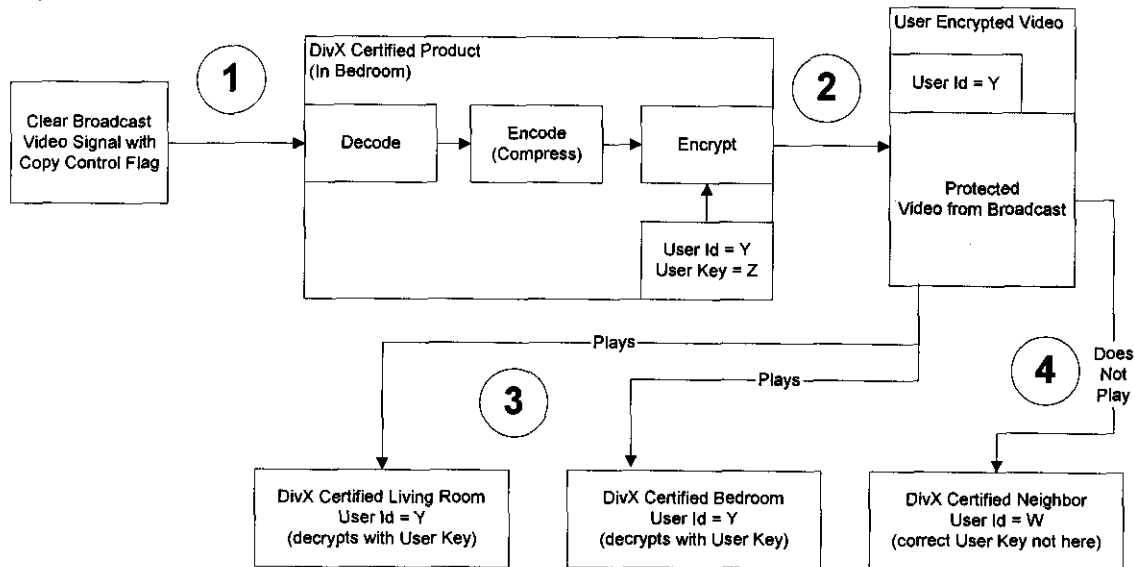 User Encrypted Video
DivX Certified Product
(In Bedroom)
1
2
User Id = Y
Clear Broadcast
Video Signal with
Copy Control Flag
Decode
Encode
(Compress)
Encrypt
Protected
Video from Broadcast
User Id = Y
User Key = Z
Plays
Plays
3
4
Does
Not
Play
DivX Certified Living Room
User Id = Y
(decrypts with User Key)
DivX Certified Bedroom
User Id = Y
(decrypts with User Key)
DivX Certified Neighbor
User Id = W
(correct User Key not here)